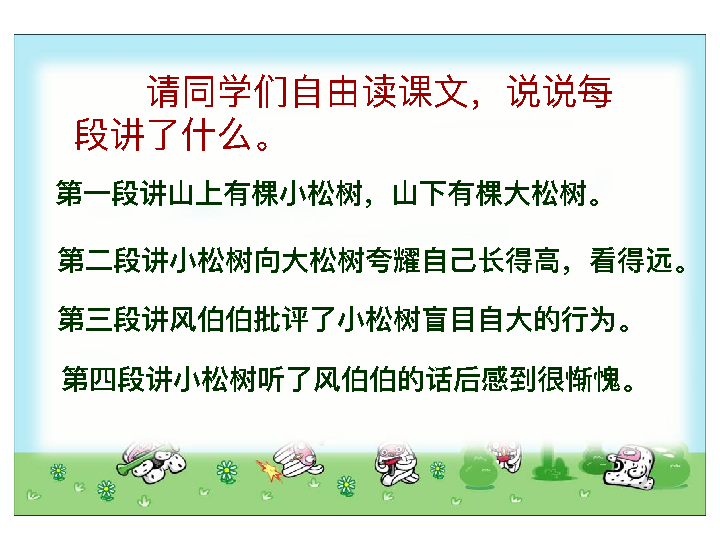 请同学们自由读课文，说说每
段讲了什么。
第一段讲山上有棵小松树，山下有棵大松树。
第二段讲小松树向大松树夸耀自己长得高，看得远。
第三段讲风伯伯批评了小松树盲目自大的行为。
第四段讲小松树听了风伯伯的话后感到很惭愧。